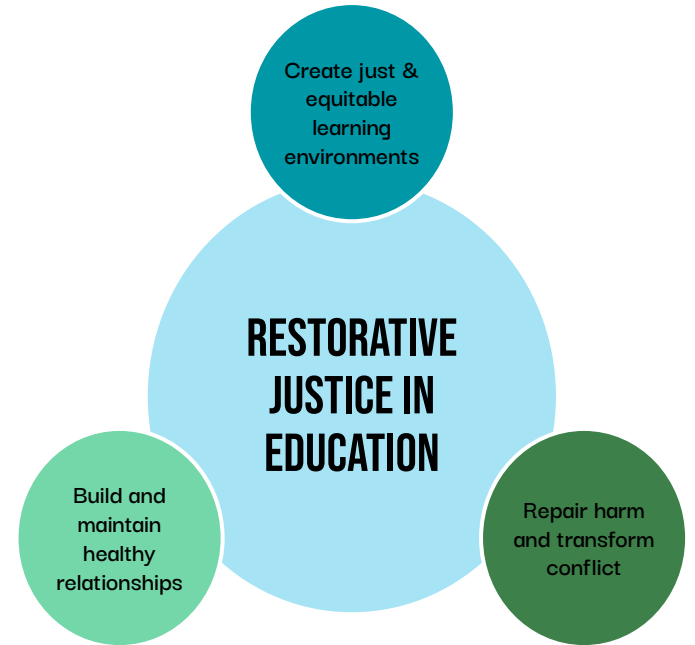 Create just &
equitable
learning
environments
RESTORATIVE
JUSTICE IN
EDUCATION
Build and
maintain
healthy
relationships
Repair harm
and transform
conflict